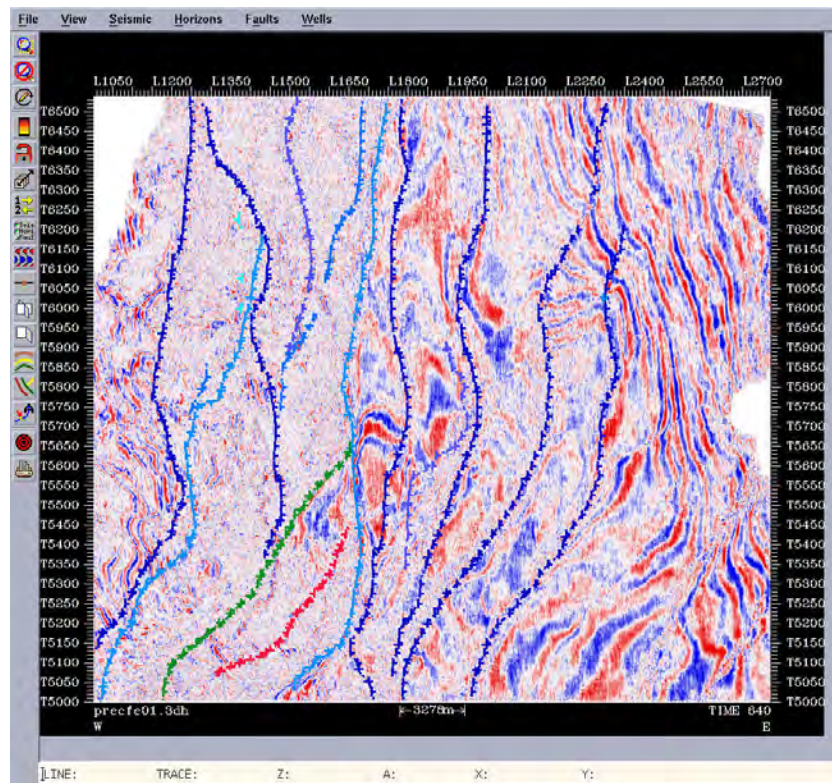 File View Seismic Horizons Faults Wells
L1050 L1200 L1350 L1500 L1650 L1800 L1950 L2100 L2250 L2400 L2550 L2700
T6500 T6500
T6450 T6450
T6400 T6400
T6350 T6350
T6300 T6300
T6250 T6250
T6200 T6200
T6150 T6150
T6100 T6100
T6050 T6050
T6000 T6000
T5950 T5950
T5900 T5900
T5850 T5850
T5800 T5800
T5750 T5750
T5700 T5700
T5650 T5650
T5600 T5600
T5550 T5550
T5500 T5500
T5450 T5450
T5400 T5400
T5350 T5350
T5300 T5300
T5250 T5250
T5200 T5200
T5150 T5150
T5100 T5100
T5050 T5050
T5000 T5000
precfe01.3dh 3278m TIME 640
W E
LINE: TRACE: Z: A: X: Y: